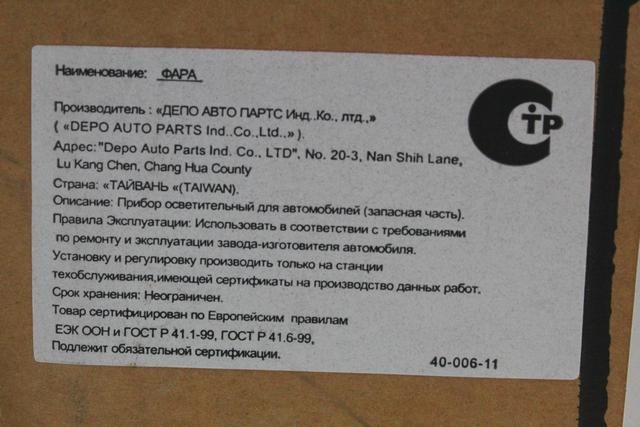 Наименование: ФАРА
Производитель : «ДЕПО АВТО ПАРТС Инд..Ко., лтд.,»
( «DEPO AUTO PARTS Ind..Co.,Ltd.,» ).
Адрес:"Depo Auto Parts Ind. Co., LTD", No. 20-3, Nan Shih Lane,
Lu Kang Chen, Chang Hua County
Страна: «ТАЙВАНЬ «(TAIWAN).
Описание: Прибор осветительный для автомобилей (запасная часть).
Правила Эксплуатации: Использовать в соответствии с требованиями
по ремонту и эксплуатации завода-изготовителя автомобиля.
Установку и регулировку производить только на станции
техобслуживания,имеющей сертификаты на производство данных работ.
Срок хранения: Неограничен.
Товар сертифицирован по Европейским правилам
ЕЭК ООН и ГОСТ Р 41.1-99, ГОСТ Р 41.6-99,
Подлежит обязательной сертификации.
40-006-11
СТР